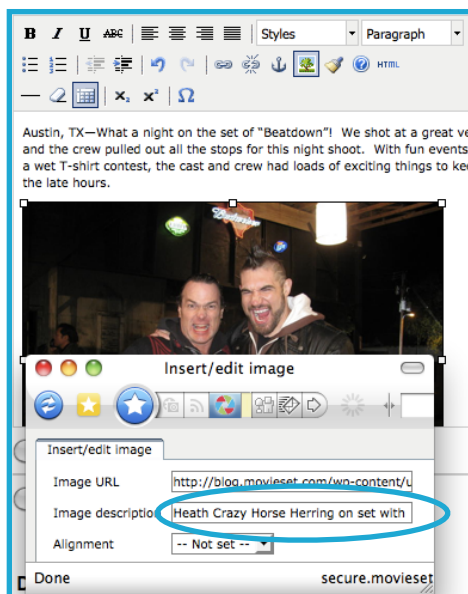 B I U ABC Styles Paragraph
HTML
— x₂ x² Ω
Austin, TX—What a night on the set of “Beatdown”! We shot at a great ve
and the crew pulled out all the stops for this night shoot. With fun events
a wet T-shirt contest, the cast and crew had loads of exciting things to kee
the late hours.
Insert/edit image
Insert/edit image
Image URL http://blog.movieset.com/wp-content/u
Image description Heath Crazy Horse Herring on set with
Alignment -- Not set --
Done secure.movieset